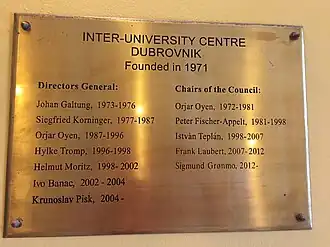 INTER-UNIVERSITY CENTRE
DUBROVNIK
Founded in 1971
Directors General:
Johan Galtung, 1973-1976
Siegfried Korninger, 1977-1987
Orjar Oyen, 1987-1996
Hylke Tromp, 1996-1998
Helmut Moritz, 1998-2002
Ivo Banac, 2002 - 2004
Krunoslav Pisk, 2004 -
Chairs of the Council:
Orjar Oyen, 1972-1981
Peter Fischer-Appelt, 1981-1998
István Teplán, 1998-2007
Frank Laubert, 2007-2012
Sigmund Grønmo, 2012-